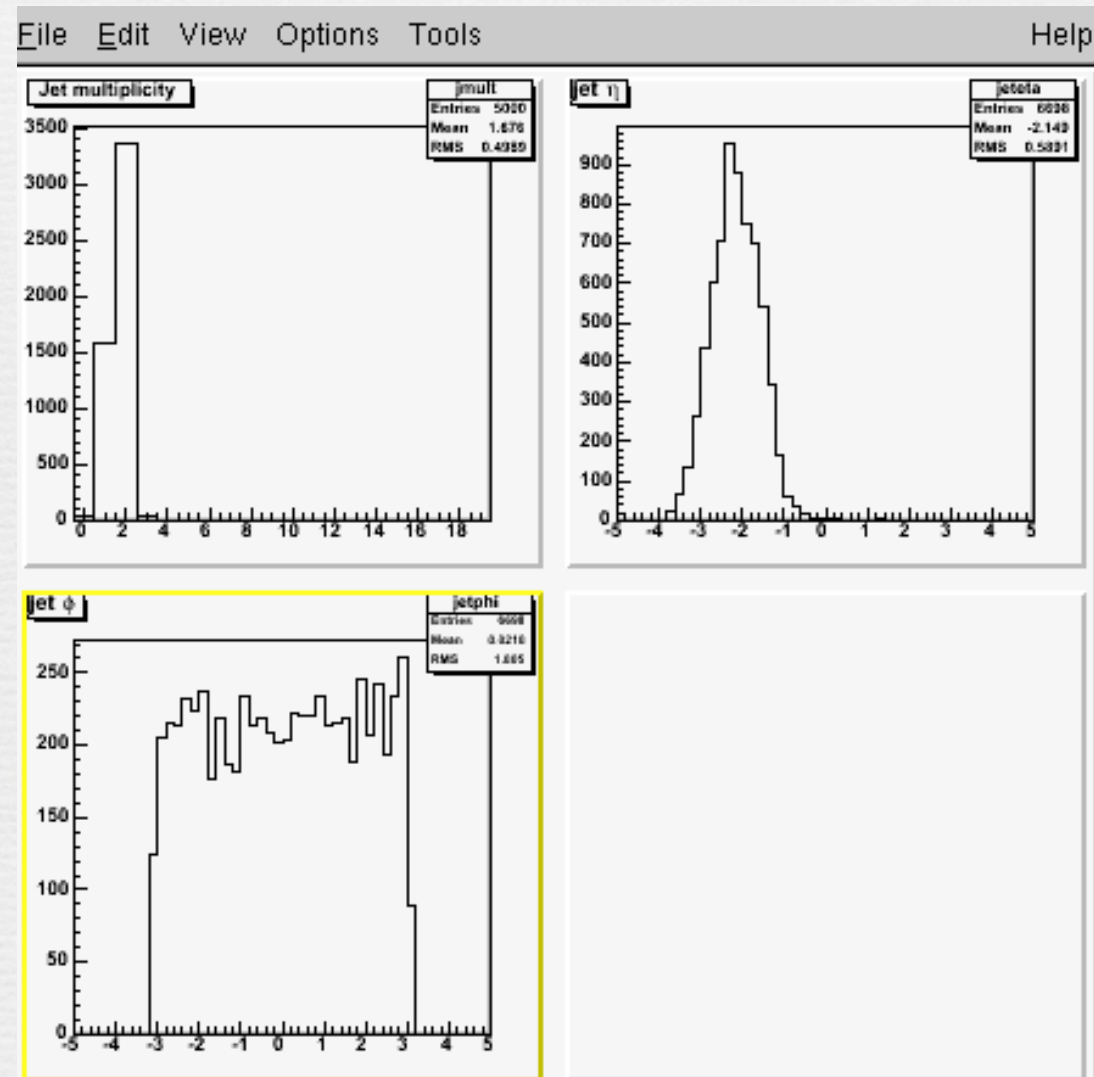 File Edit View Options Tools Help
Jet multiplicity
jmult
Entries 5000
Mean 1.676
RMS 0.4989
3500
3000
2500
2000
1500
1000
500
0
0 2 4 6 8 10 12 14 16 18
jet η
jeteta
Entries 6698
Mean -2.149
RMS 0.5891
900
800
700
600
500
400
300
200
100
0
-5 -4 -3 -2 -1 0 1 2 3 4 5
jet ϕ
jetphi
Entries 6698
Mean
RMS
250
200
150
100
50
0
-5 -4 -3 -2 -1 0 1 2 3 4 5